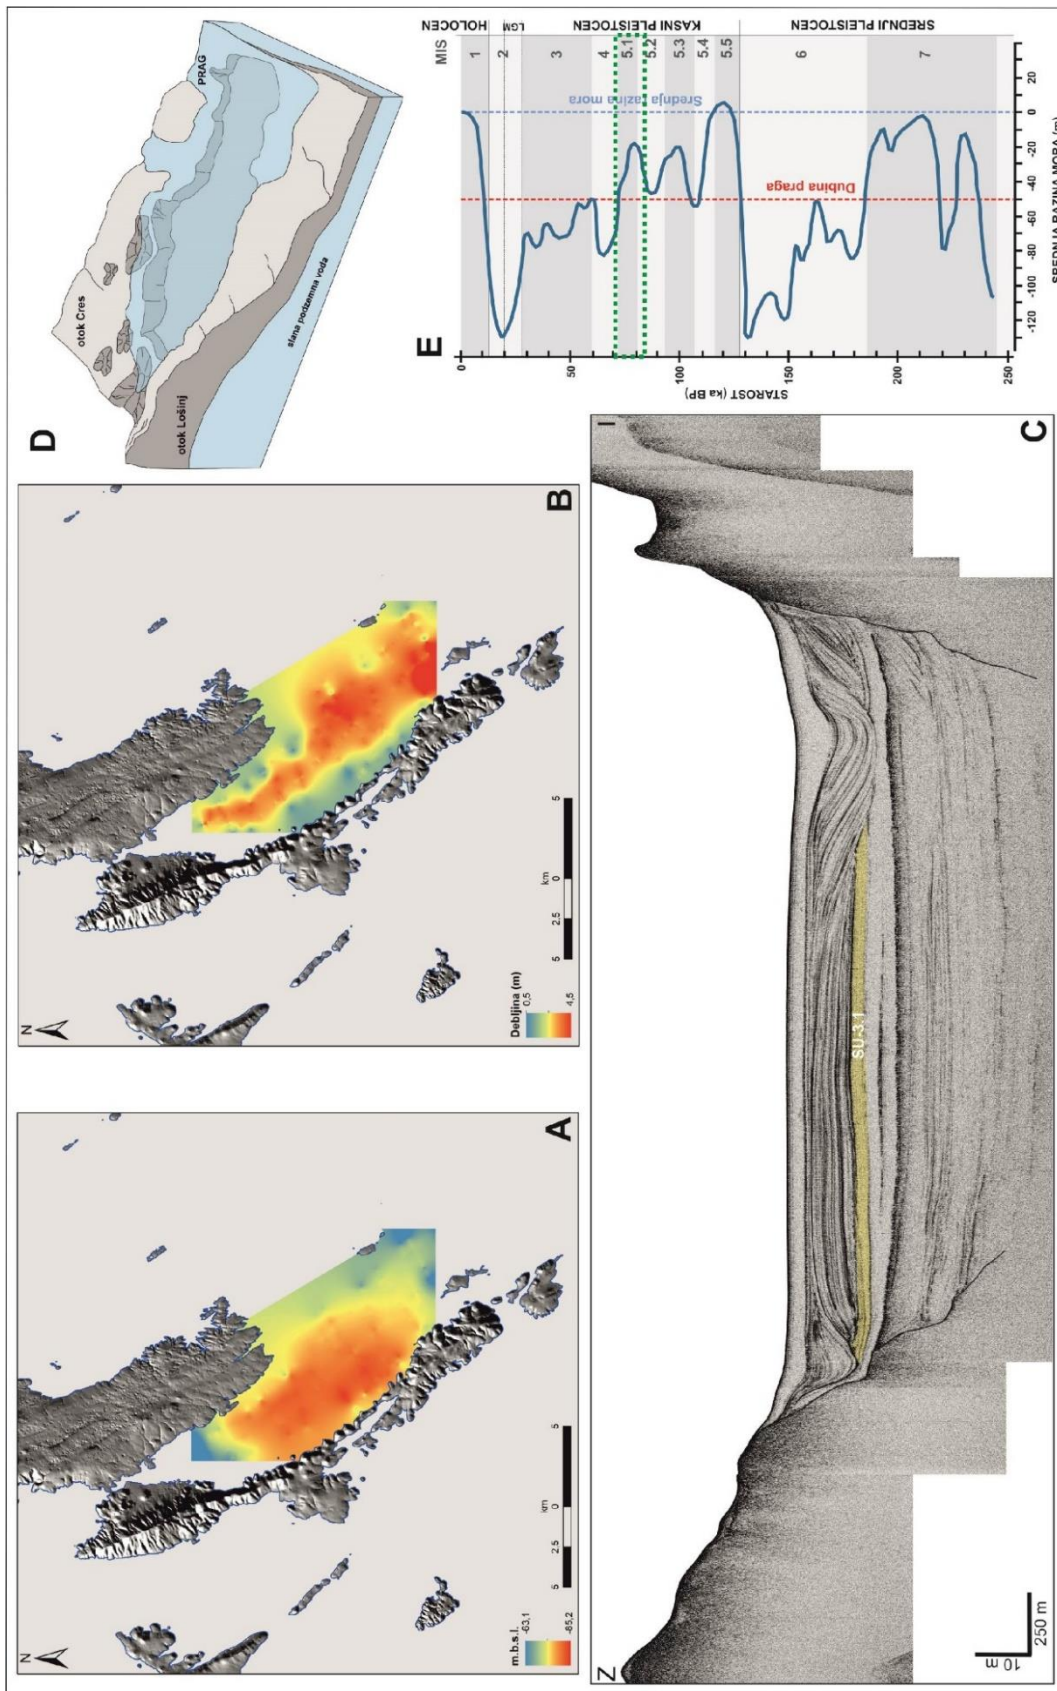 A
N
m.b.s.l.
-63,1
-85,2
5
2.5
0
5
km
B
N
Debljina (m)
0,5
4,5
5
2.5
0
5
km
D
otok Cres
PRAG
otok Lošinj
slana podzemna voda
C
Z
I
SU-3.1
10 m
250 m
E
MIS
HOLOCEN
LGM
KASNI PLEISTOCEN
SREDNJI PLEISTOCEN
1
2
3
4
5.1
5.2
5.3
5.4
5.5
6
7
Srednja razina mora
Dubina praga
20
0
-20
-40
-60
-80
-100
-120
SREDNJA RAZINA MORA (m)
0
50
100
150
200
250
STAROST (ka BP)